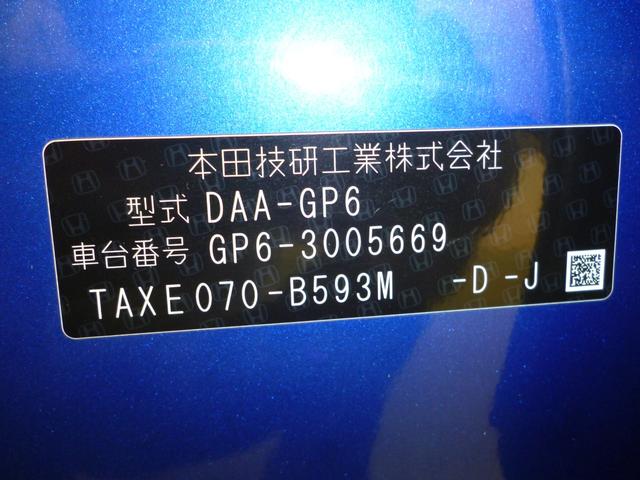 本田技研工業株式会社
型式 DAA-GP6
車台番号 GP6-3005669
TAXE070-B593M -D -J